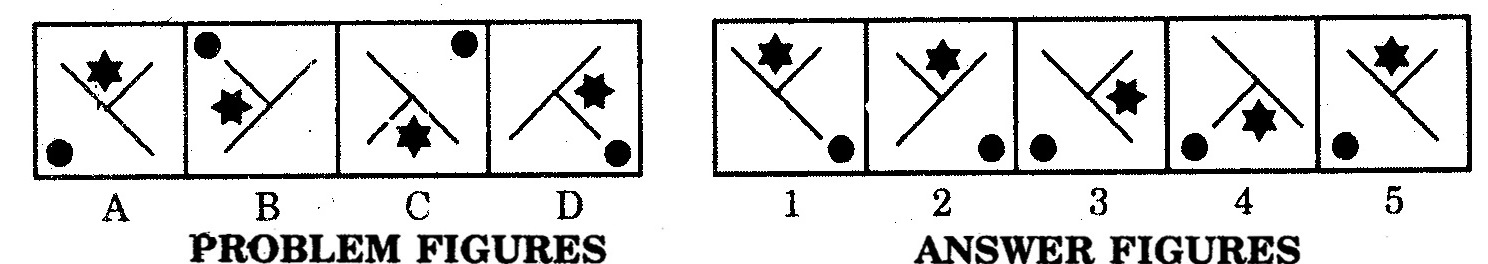 A B C D 1 2 3 4 5
PROBLEM FIGURES ANSWER FIGURES